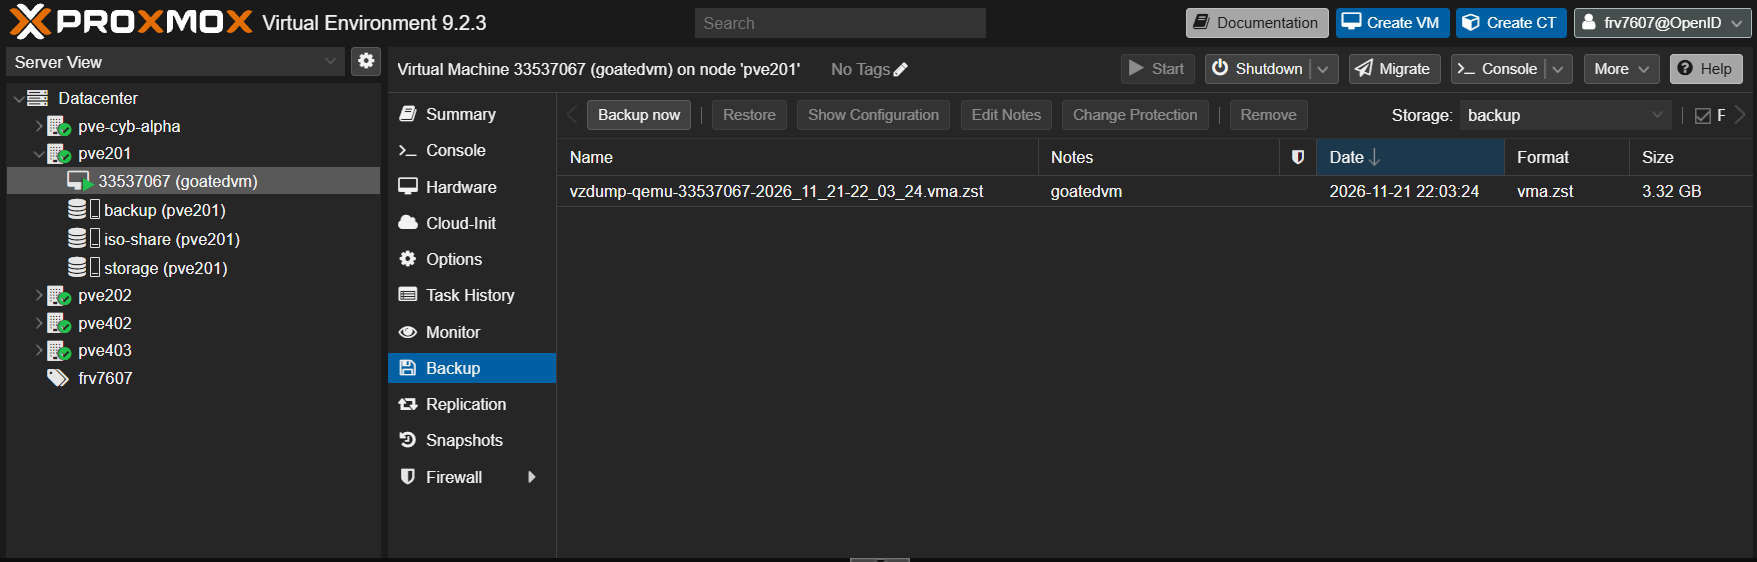 PROXMOX Virtual Environment 9.2.3
Search
Documentation
Create VM
Create CT
frv7607@OpenID
Server View
Virtual Machine 33537067 (goatedvm) on node 'pve201'
No Tags
Start
Shutdown
Migrate
Console
More
Help
Datacenter
pve-cyb-alpha
pve201
33537067 (goatedvm)
backup (pve201)
iso-share (pve201)
storage (pve201)
pve202
pve402
pve403
frv7607
Summary
Console
Hardware
Cloud-Init
Options
Task History
Monitor
Backup
Replication
Snapshots
Firewall
Backup now
Restore
Show Configuration
Edit Notes
Change Protection
Remove
Storage: backup
F
Name Notes Date Format Size
vzdump-qemu-33537067-2026_11_21-22_03_24.vma.zst goatedvm 2026-11-21 22:03:24 vma.zst 3.32 GB